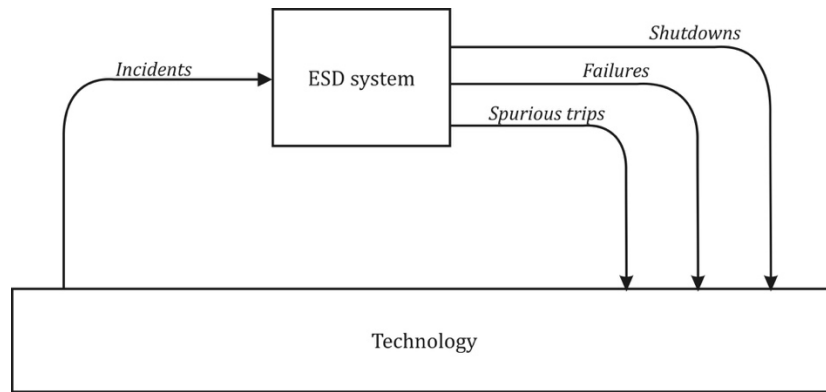 Shutdowns
Incidents
ESD system
Failures
Spurious trips
Technology